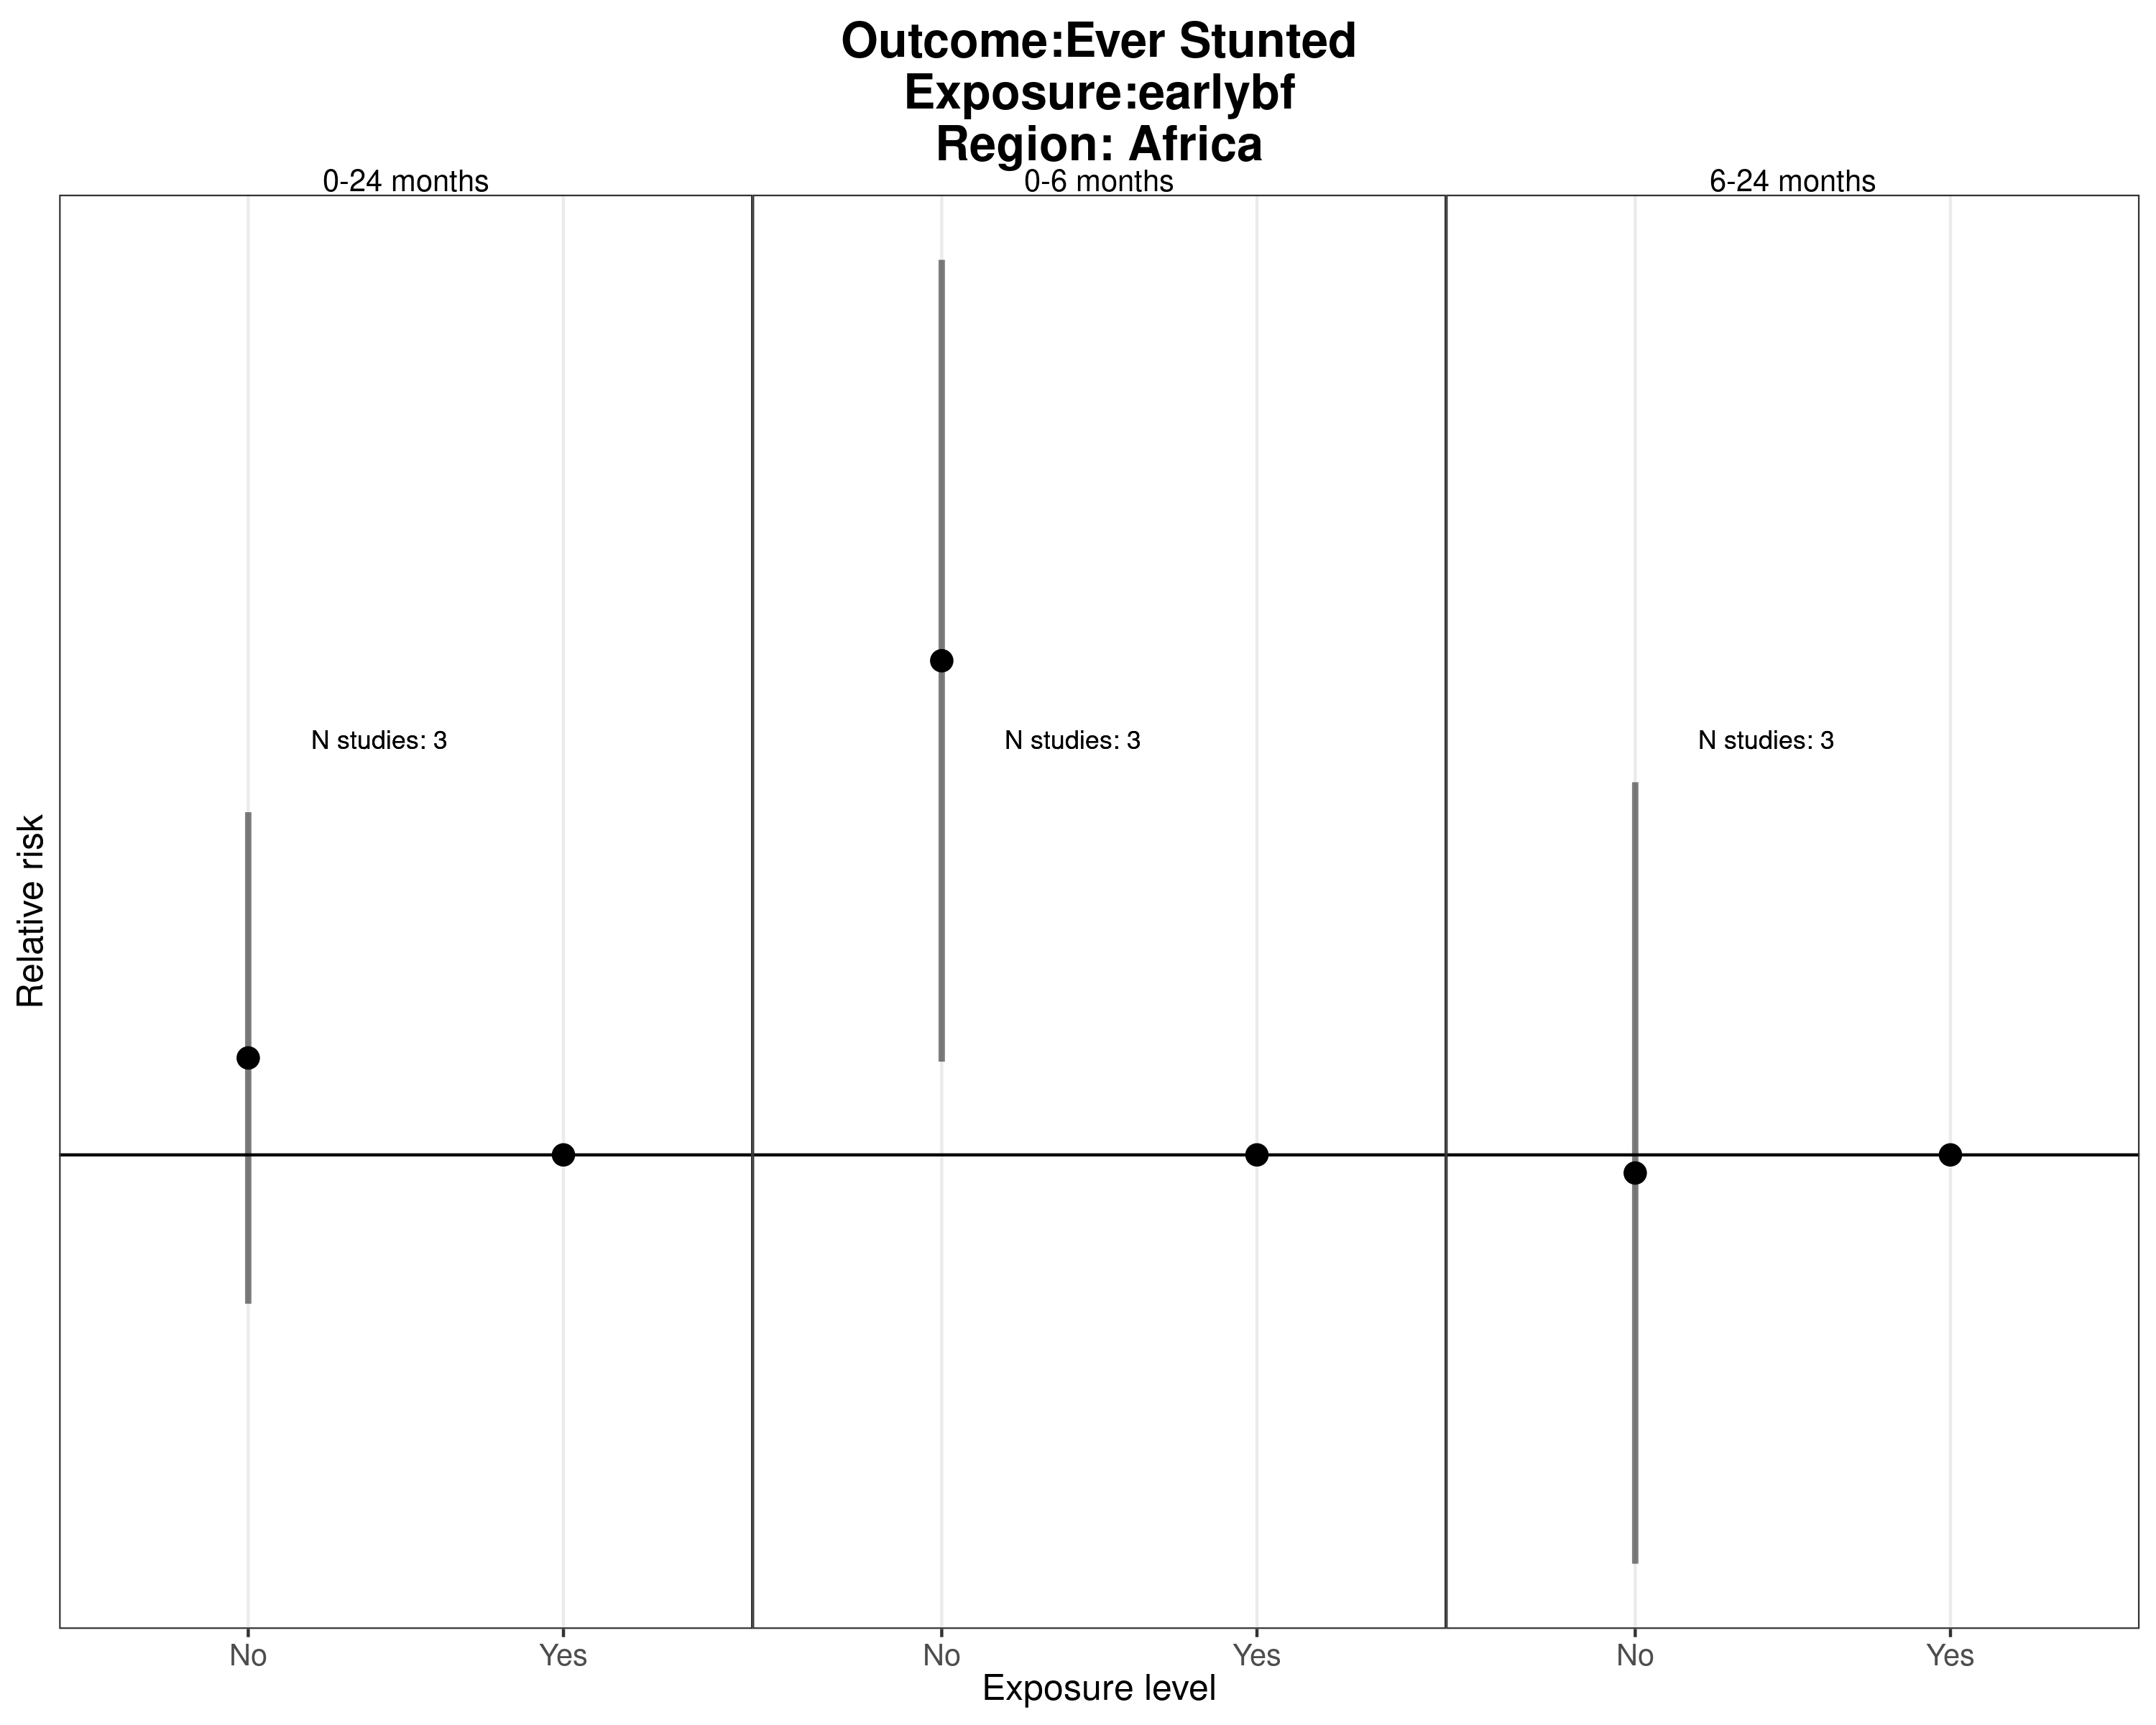 Outcome:Ever Stunted
Exposure:earlybf
Region: Africa
0-24 months
0-6 months
6-24 months
N studies: 3
N studies: 3
N studies: 3
Relative risk
No
Yes
No
Yes
No
Yes
Exposure level